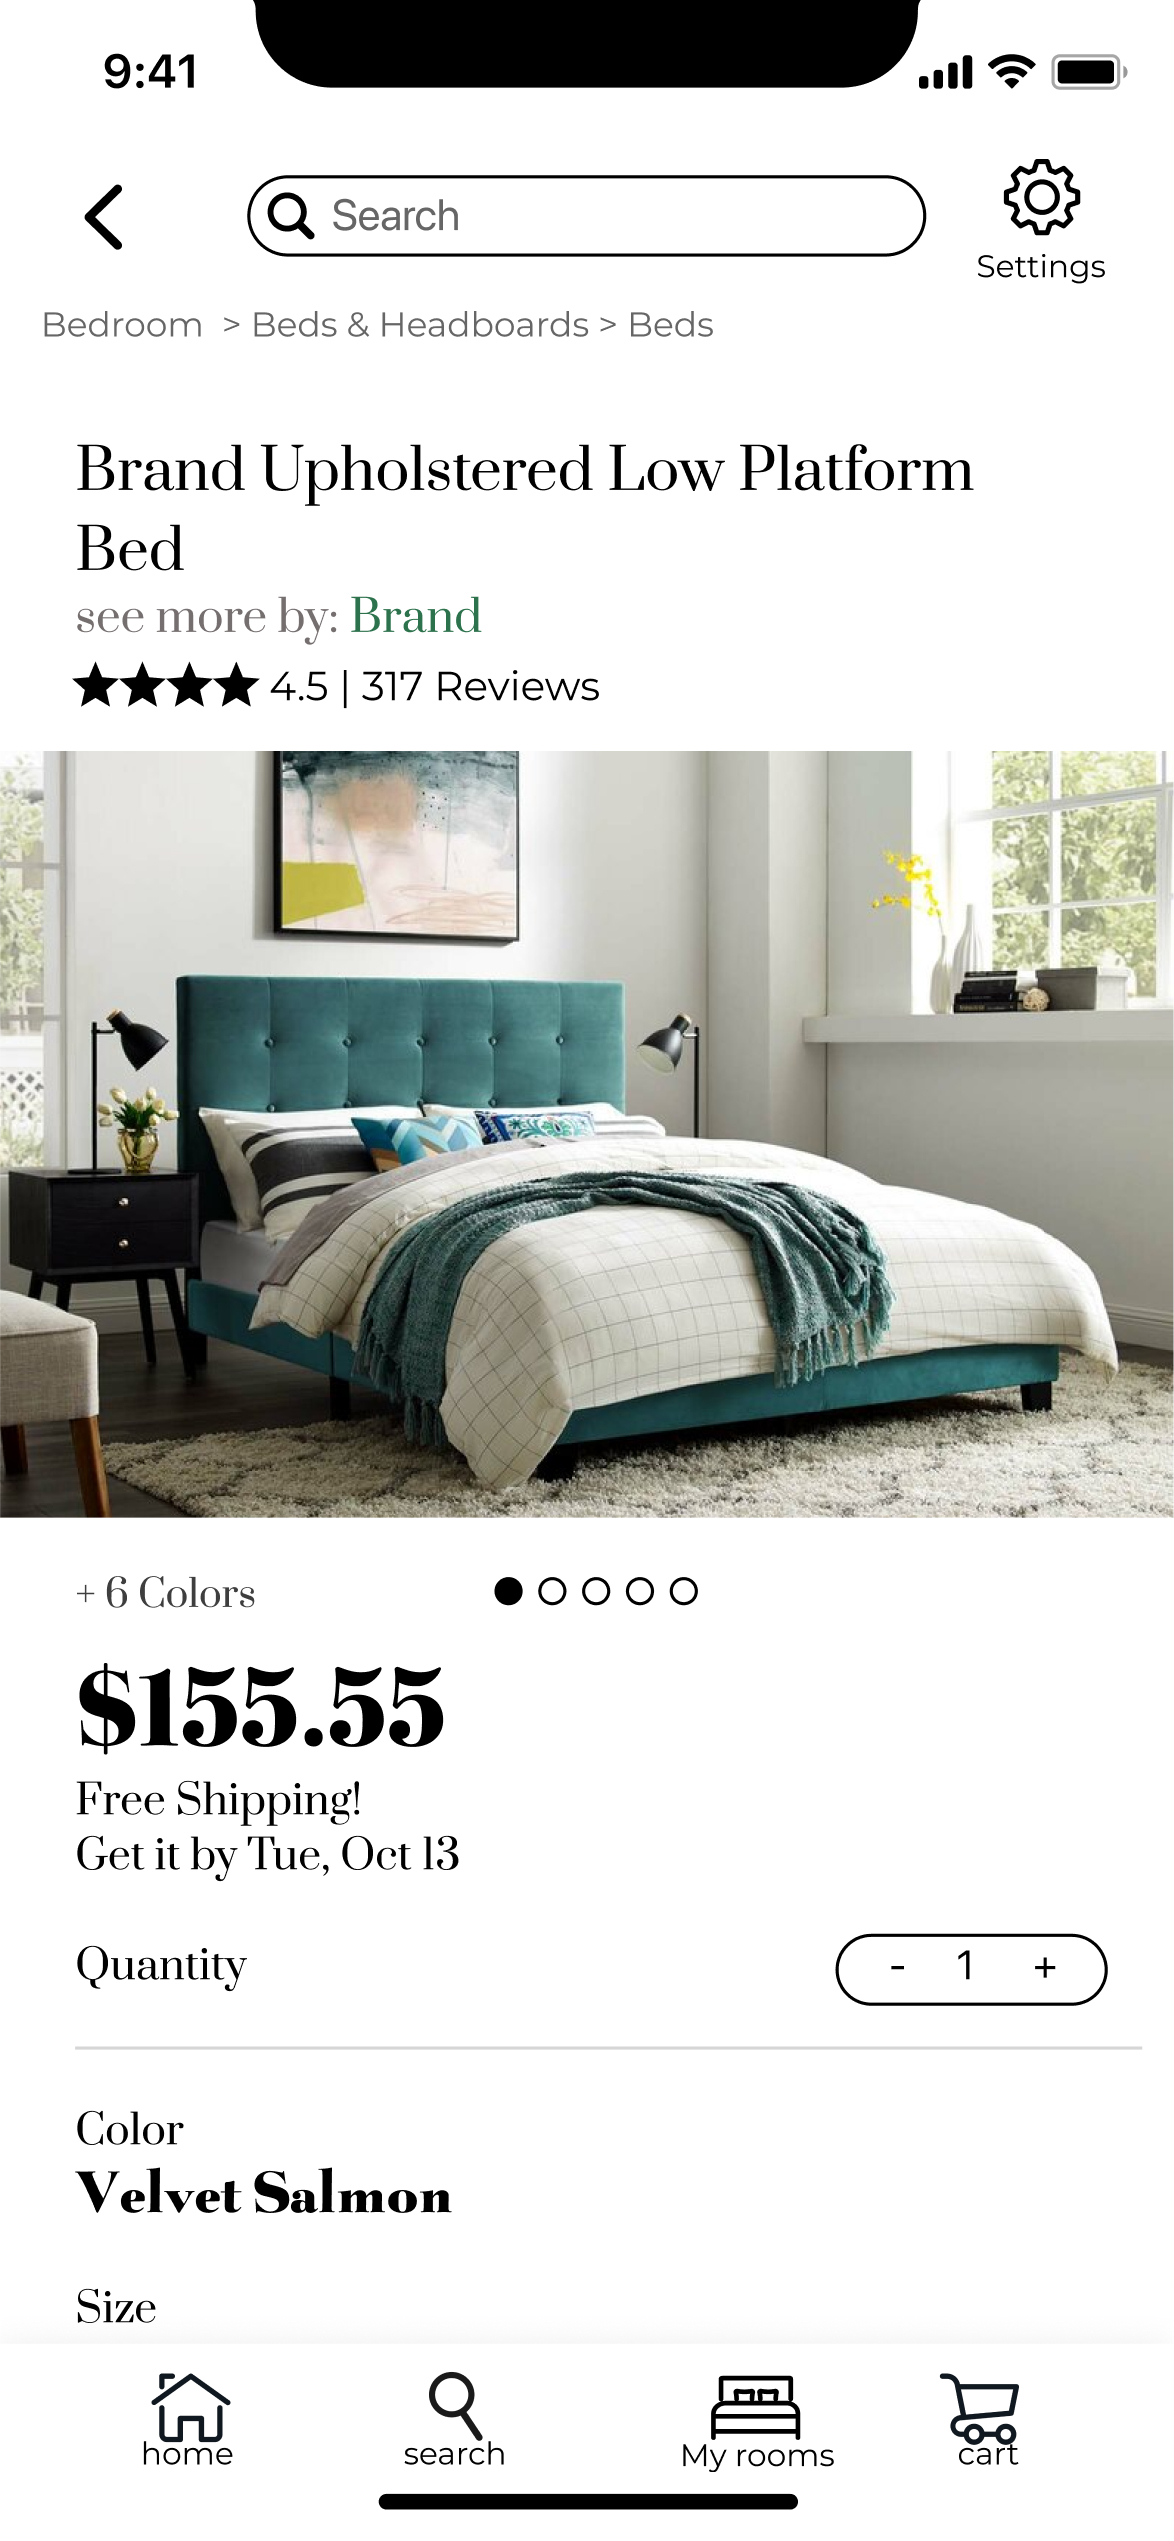 9:41
Search
Settings
Bedroom > Beds & Headboards > Beds
Brand Upholstered Low Platform
Bed
see more by: Brand
4.5 | 317 Reviews
+ 6 Colors
$155.55
Free Shipping!
Get it by Tue, Oct 13
Quantity
- 1 +
Color
Velvet Salmon
Size
home
search
My rooms
cart